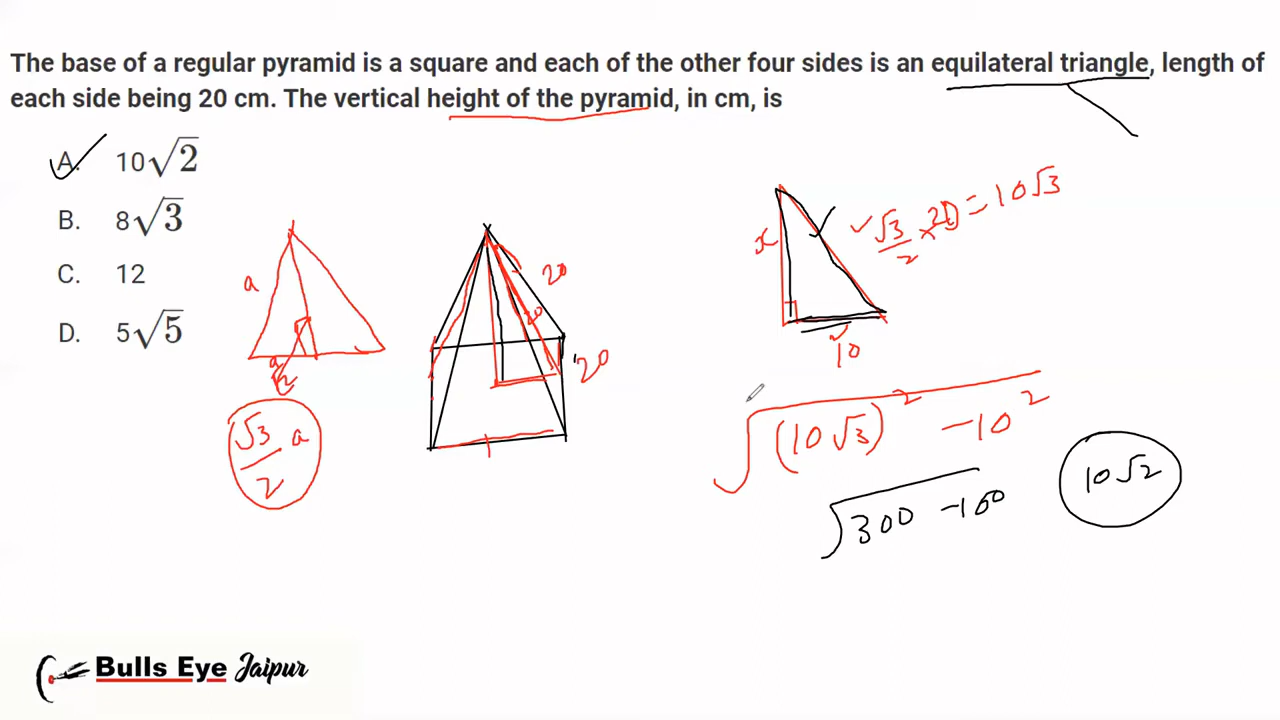 The base of a regular pyramid is a square and each of the other four sides is an equilateral triangle, length of
each side being 20 cm. The vertical height of the pyramid, in cm, is
A. 10√2
B. 8√3
C. 12
D. 5√5
a
a/2
√3/2 a
20
20
20
x
√3/2 × 20 = 10√3
10
√(10√3)² - 10²
√300 - 100
10√2
Bulls Eye Jaipur